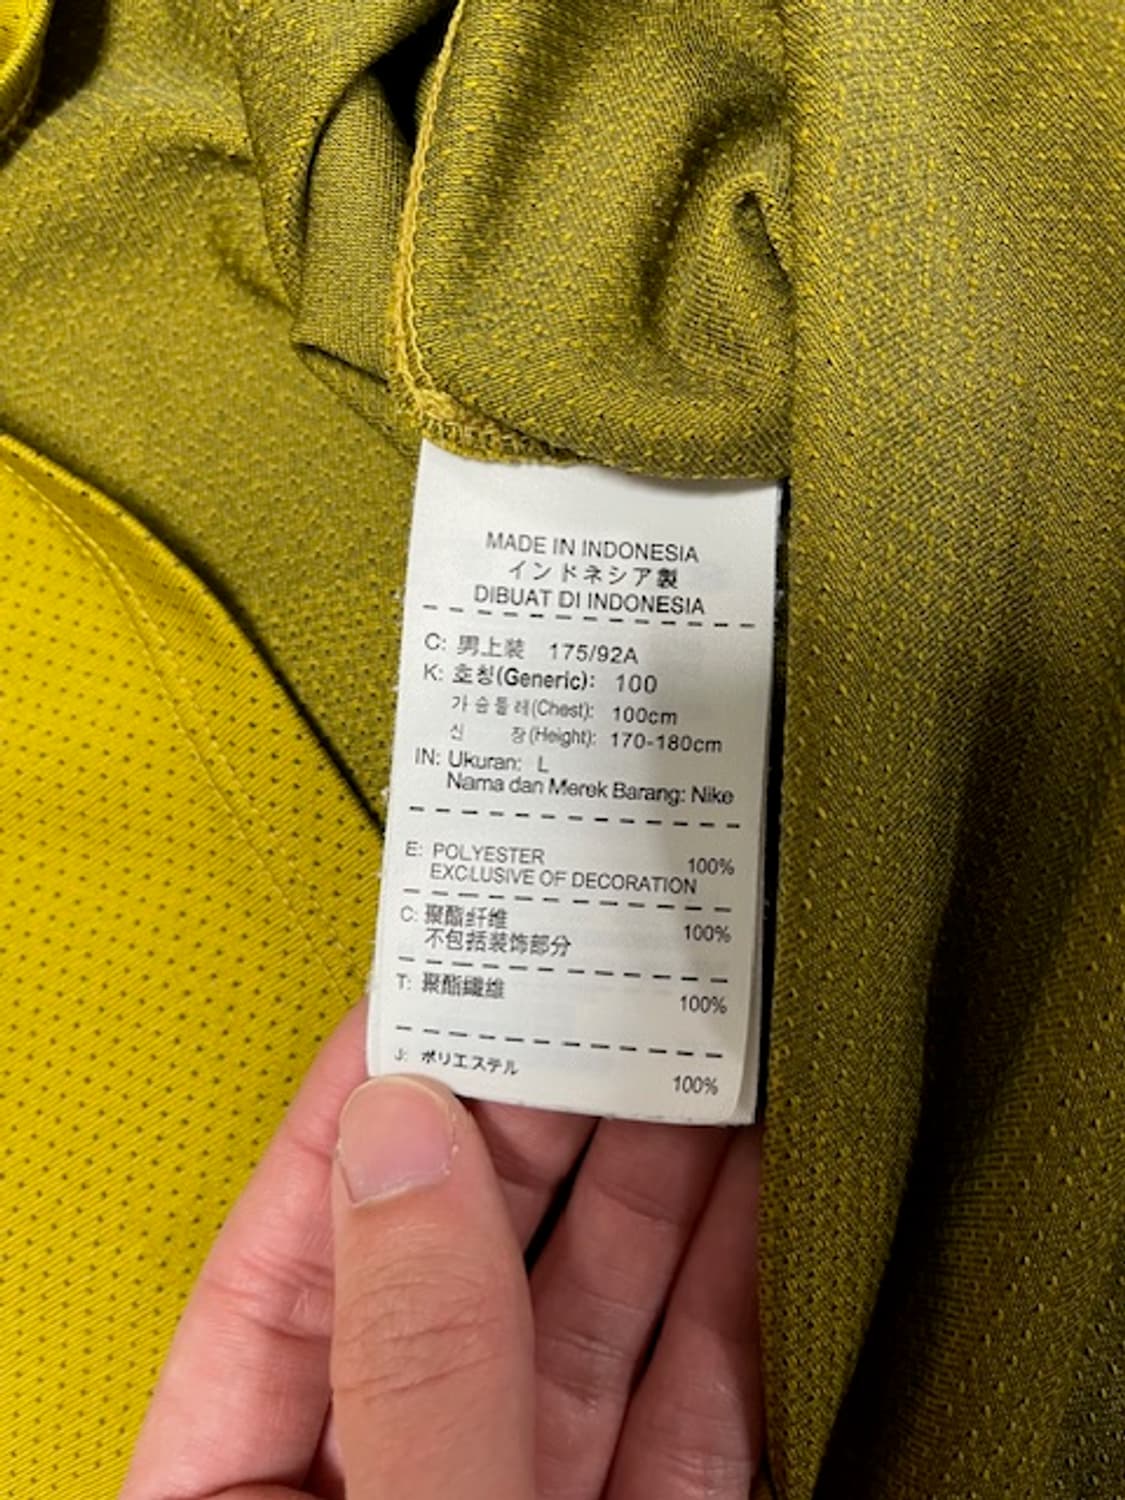 MADE IN INDONESIA
インドネシア製
DIBUAT DI INDONESIA
C: 男上装 175/92A
K: 호칭(Generic): 100
가슴둘레(Chest): 100cm
신 장(Height): 170-180cm
IN: Ukuran: L
Nama dan Merek Barang: Nike
E: POLYESTER 100%
EXCLUSIVE OF DECORATION
C: 聚酯纤维 100%
不包括装饰部分
T: 聚酯纖維 100%
J: ポリエステル 100%